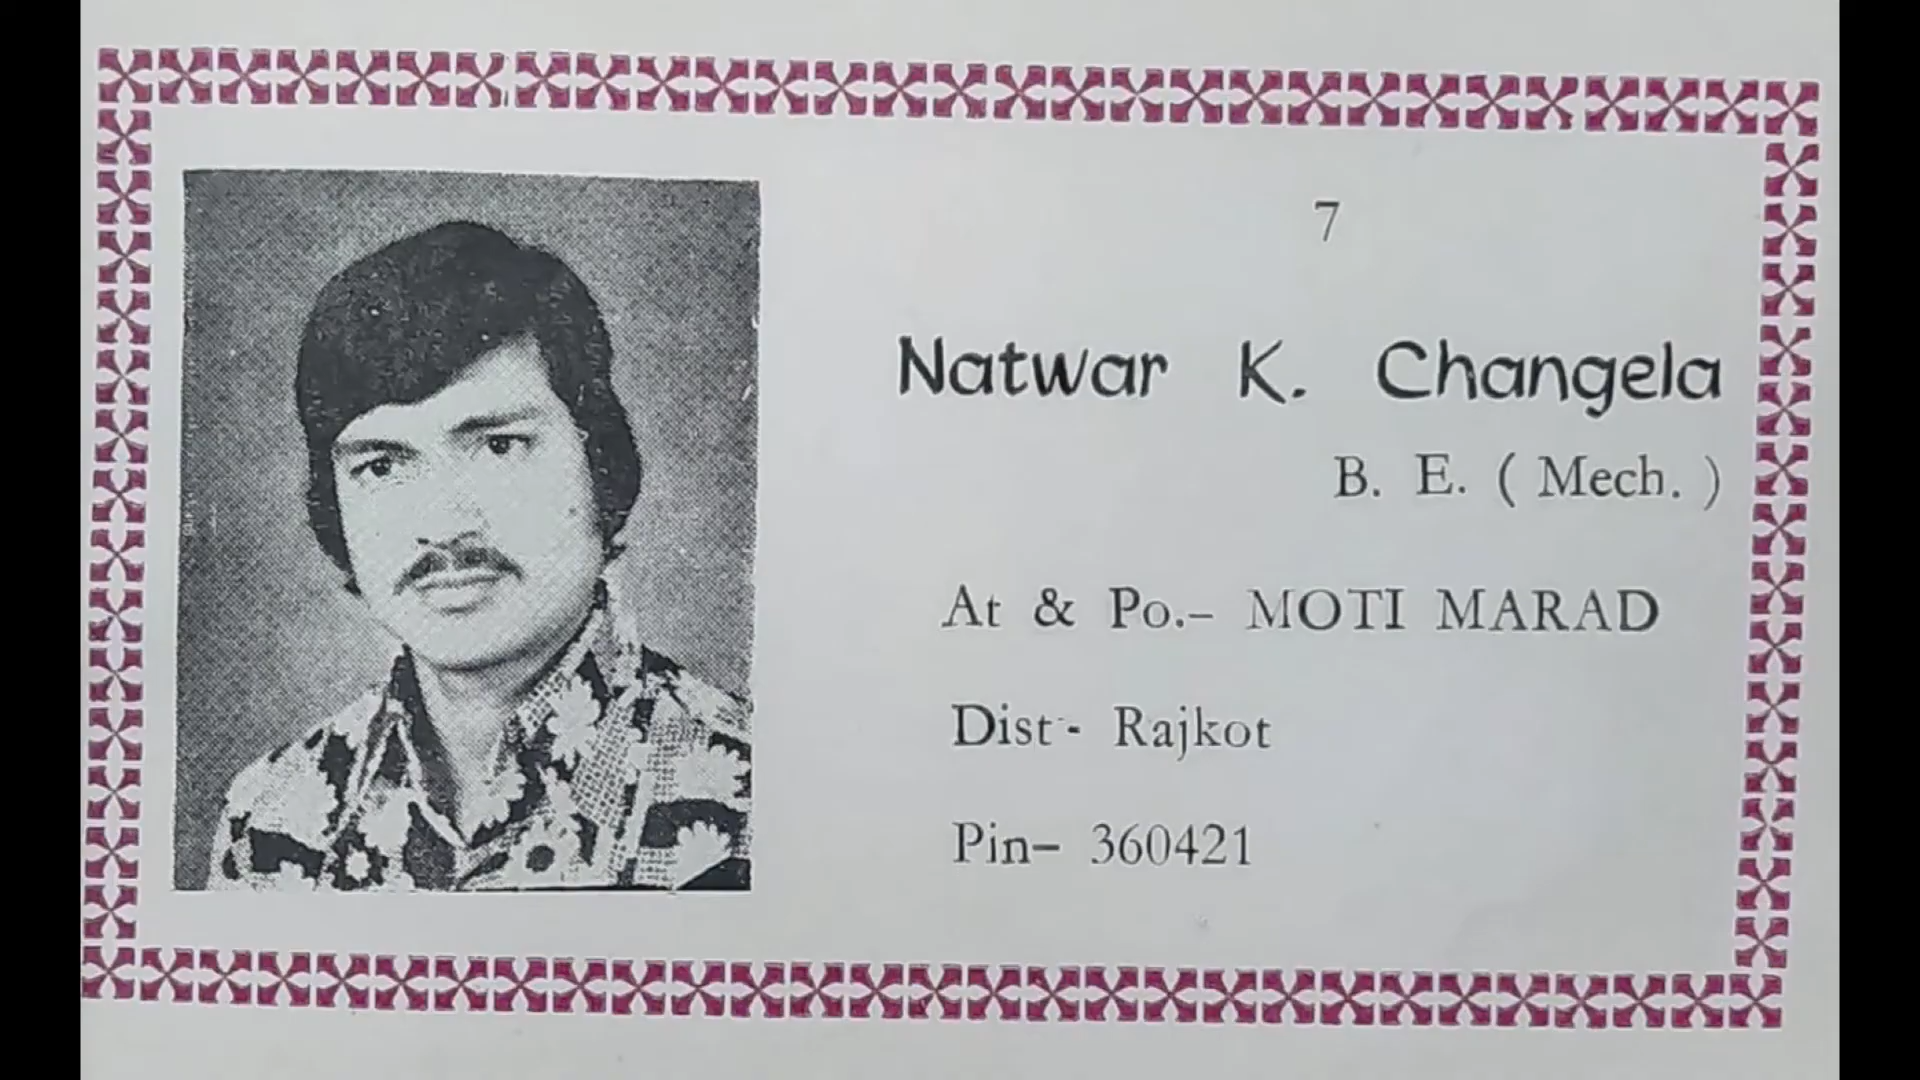 7
Natwar K. Changela
B. E. ( Mech. )
At & Po.- MOTI MARAD
Dist - Rajkot
Pin- 360421